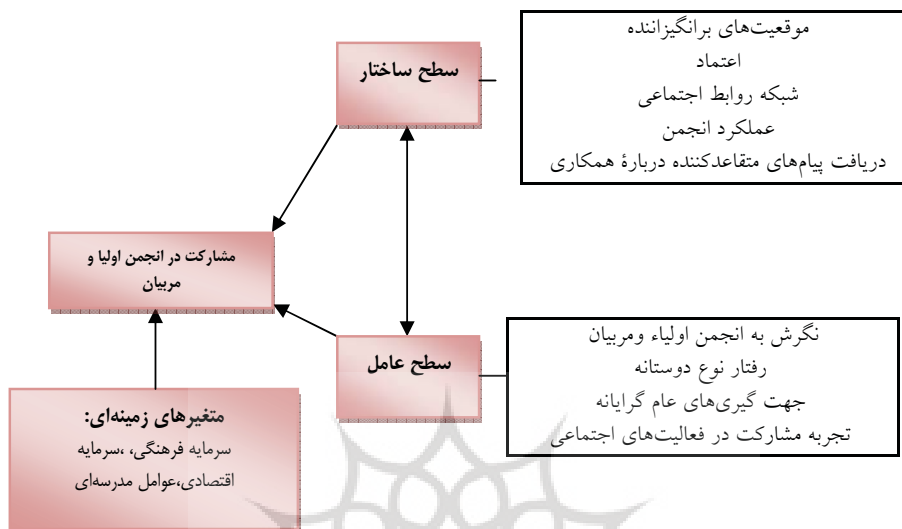 موقعیت‌های برانگیزاننده
اعتماد
شبکه روابط اجتماعی
عملکرد انجمن
دریافت پیام‌های متقاعدکننده دربارهٔ همکاری
سطح ساختار
مشارکت در انجمن اولیا و
مربیان
سطح عامل
نگرش به انجمن اولیاء ومربیان
رفتار نوع دوستانه
جهت گیری‌های عام گرایانه
تجربه مشارکت در فعالیت‌های اجتماعی
متغیرهای زمینه‌ای:
سرمایه فرهنگی، ،سرمایه
اقتصادی،عوامل مدرسه‌ای